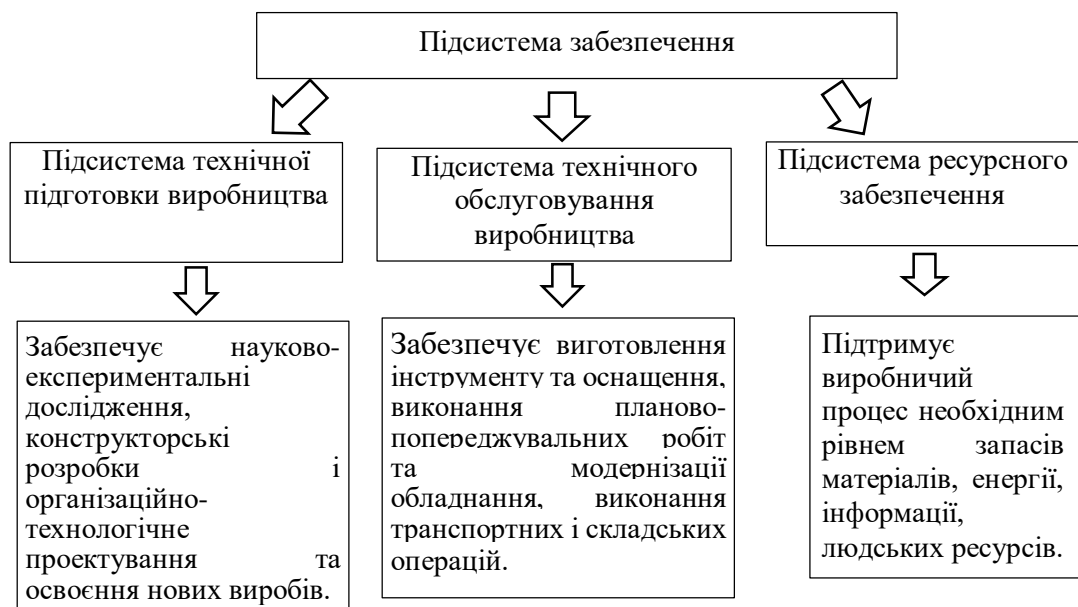 Підсистема забезпечення
Підсистема технічної
підготовки виробництва
Підсистема технічного
обслуговування
виробництва
Підсистема ресурсного
забезпечення
Забезпечує науково-
експериментальні
дослідження,
конструкторські
розробки і
організаційно-
технологічне
проектування та
освоєння нових виробів.
Забезпечує виготовлення
інструменту та оснащення,
виконання планово-
попереджувальних робіт
та модернізації
обладнання, виконання
транспортних і складських
операцій.
Підтримує
виробничий
процес необхідним
рівнем запасів
матеріалів, енергії,
інформації,
людських ресурсів.